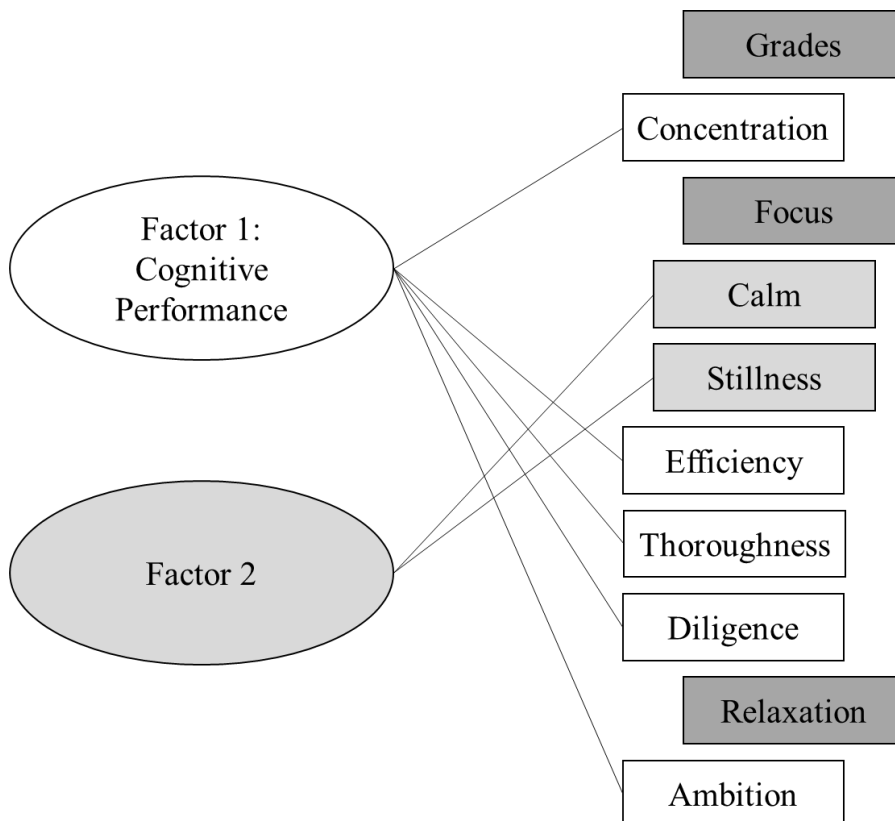 Grades
Concentration
Focus
Factor 1:
Cognitive
Performance
Calm
Stillness
Efficiency
Thoroughness
Factor 2
Diligence
Relaxation
Ambition